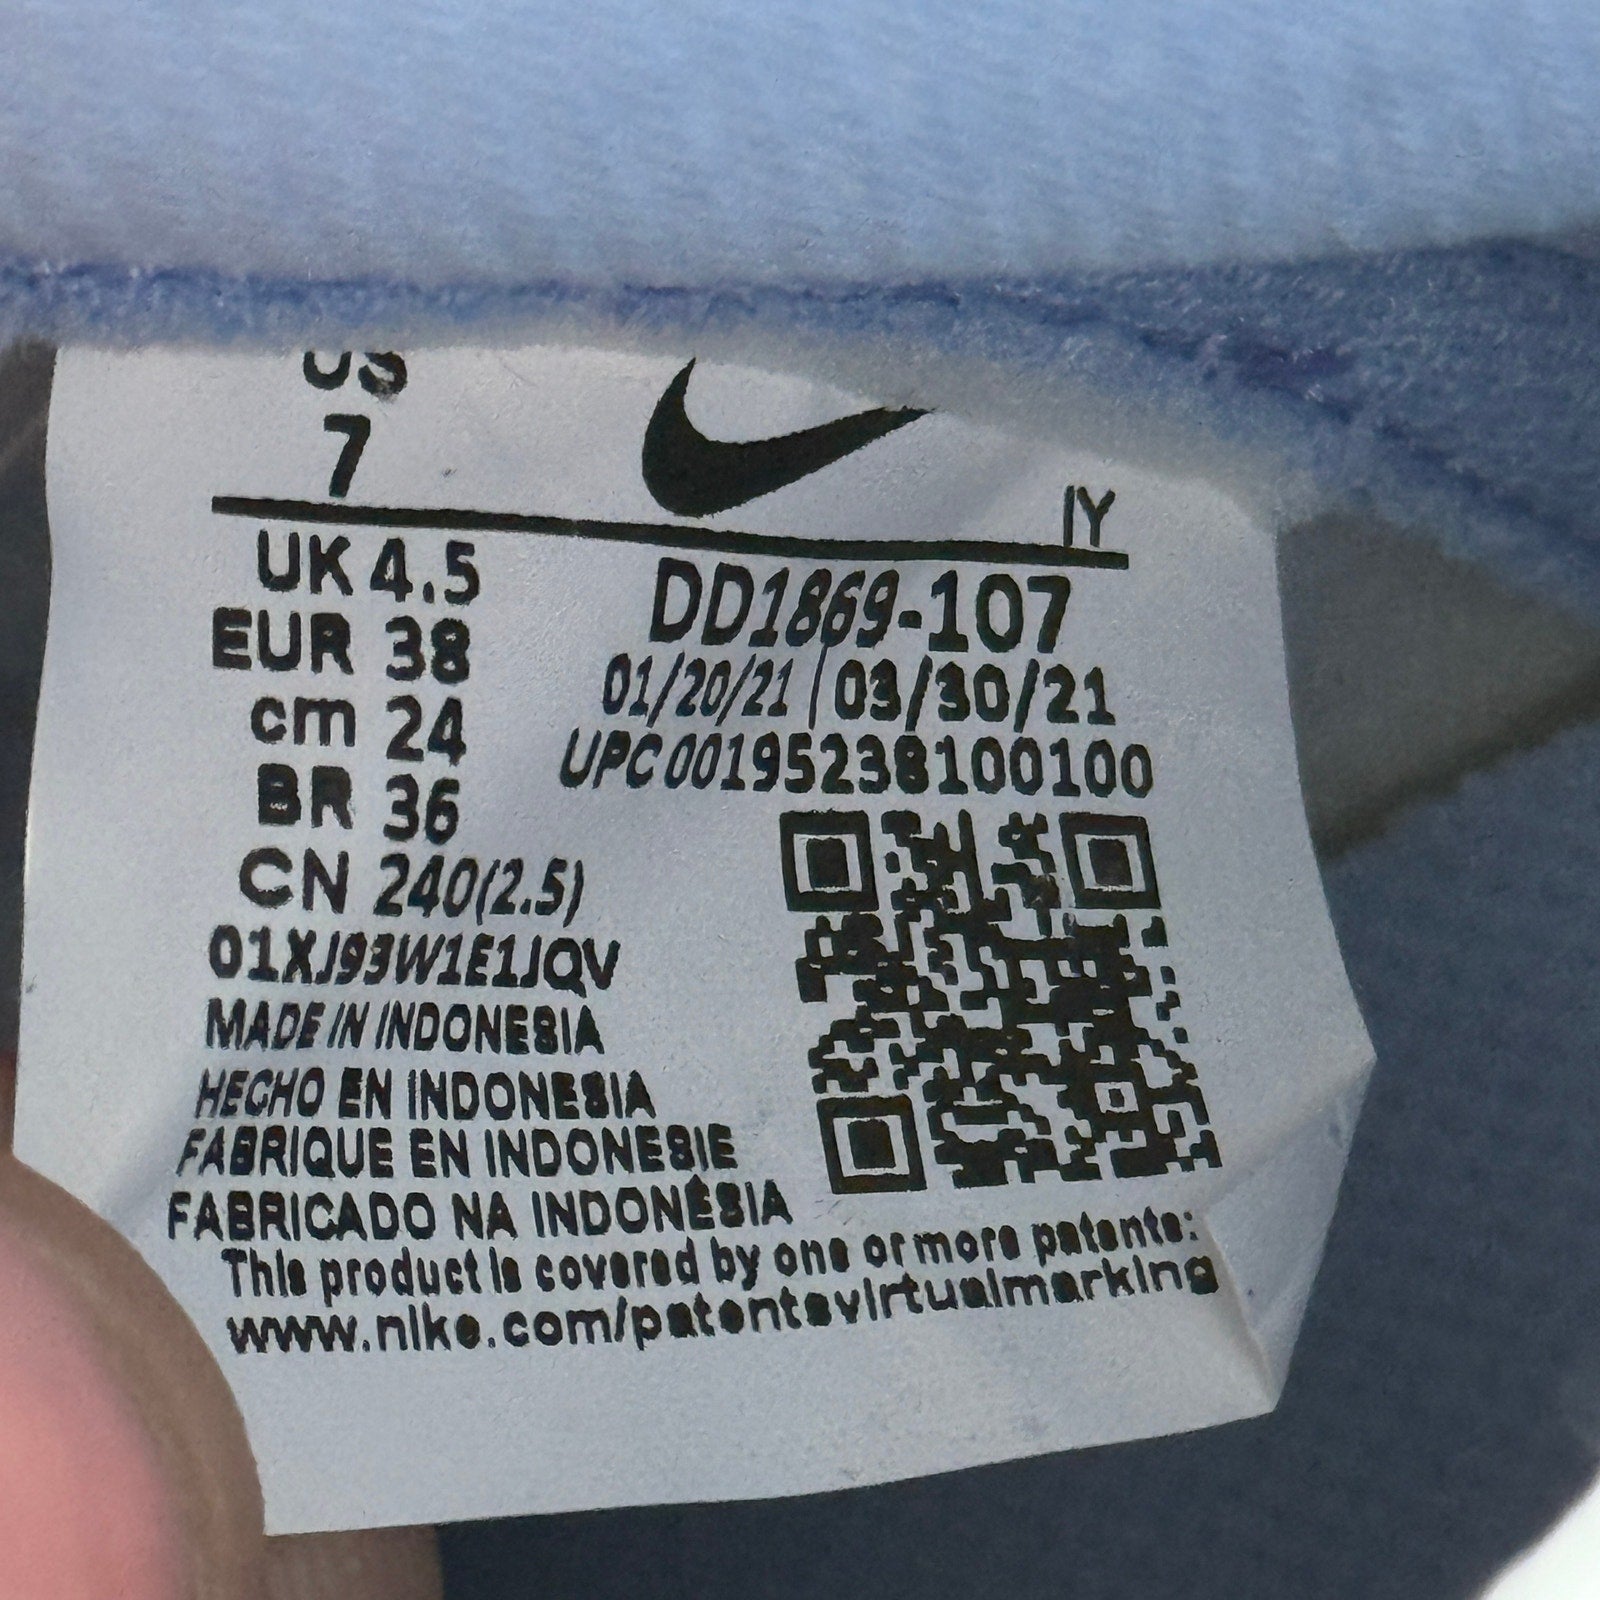 US
7
IY
UK 4.5
EUR 38
cm 24
BR 36
CN 240(2.5)
DD1869-107
01/20/21 | 03/30/21
UPC 00195238100100
01XJ93W1E1JQV
MADE IN INDONESIA
HECHO EN INDONESIA
FABRIQUE EN INDONESIE
FABRICADO NA INDONÉSIA
This product is covered by one or more patents:
www.nike.com/patentsvirtualmarking